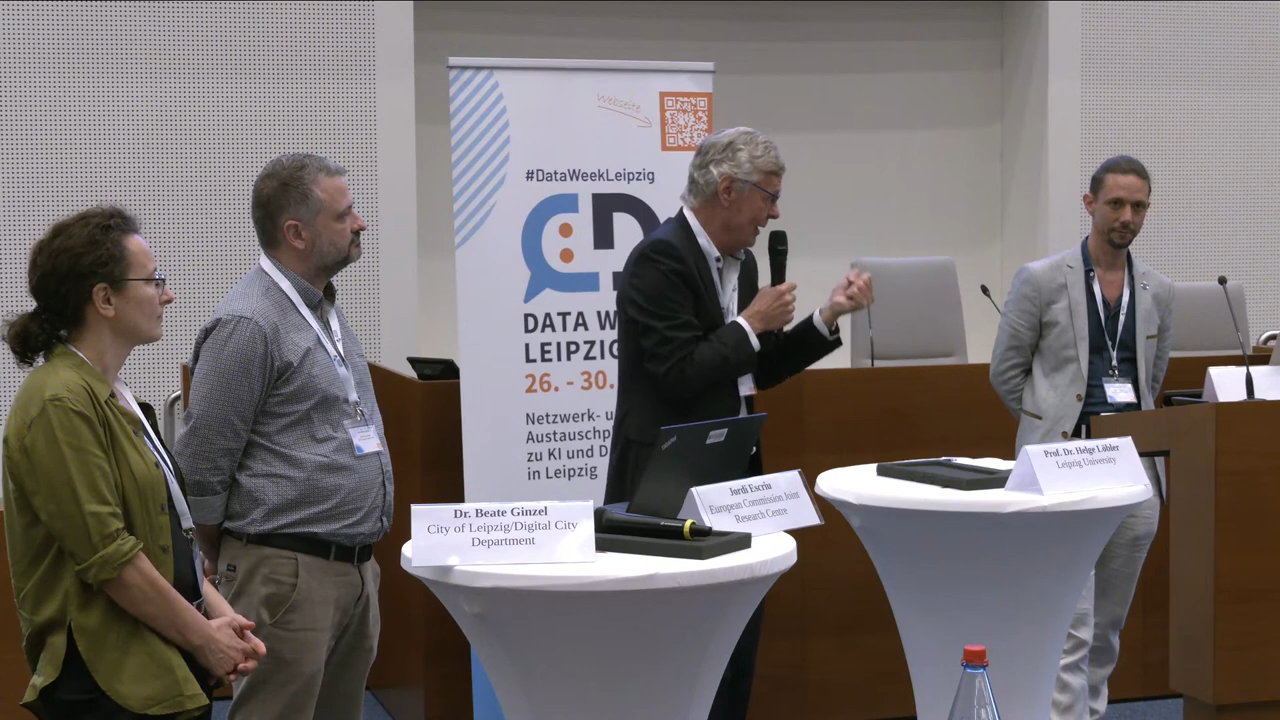 Webseite
#DataWeekLeipzig
DATA W
LEIPZIG
26. - 30.
Netzwerk- u
Austauschp
zu KI und D
in Leipzig
Dr. Beate Ginzel
City of Leipzig/Digital City
Department
Jordi Escriu
European Commission Joint
Research Centre
Prof. Dr. Helge Löbler
Leipzig University